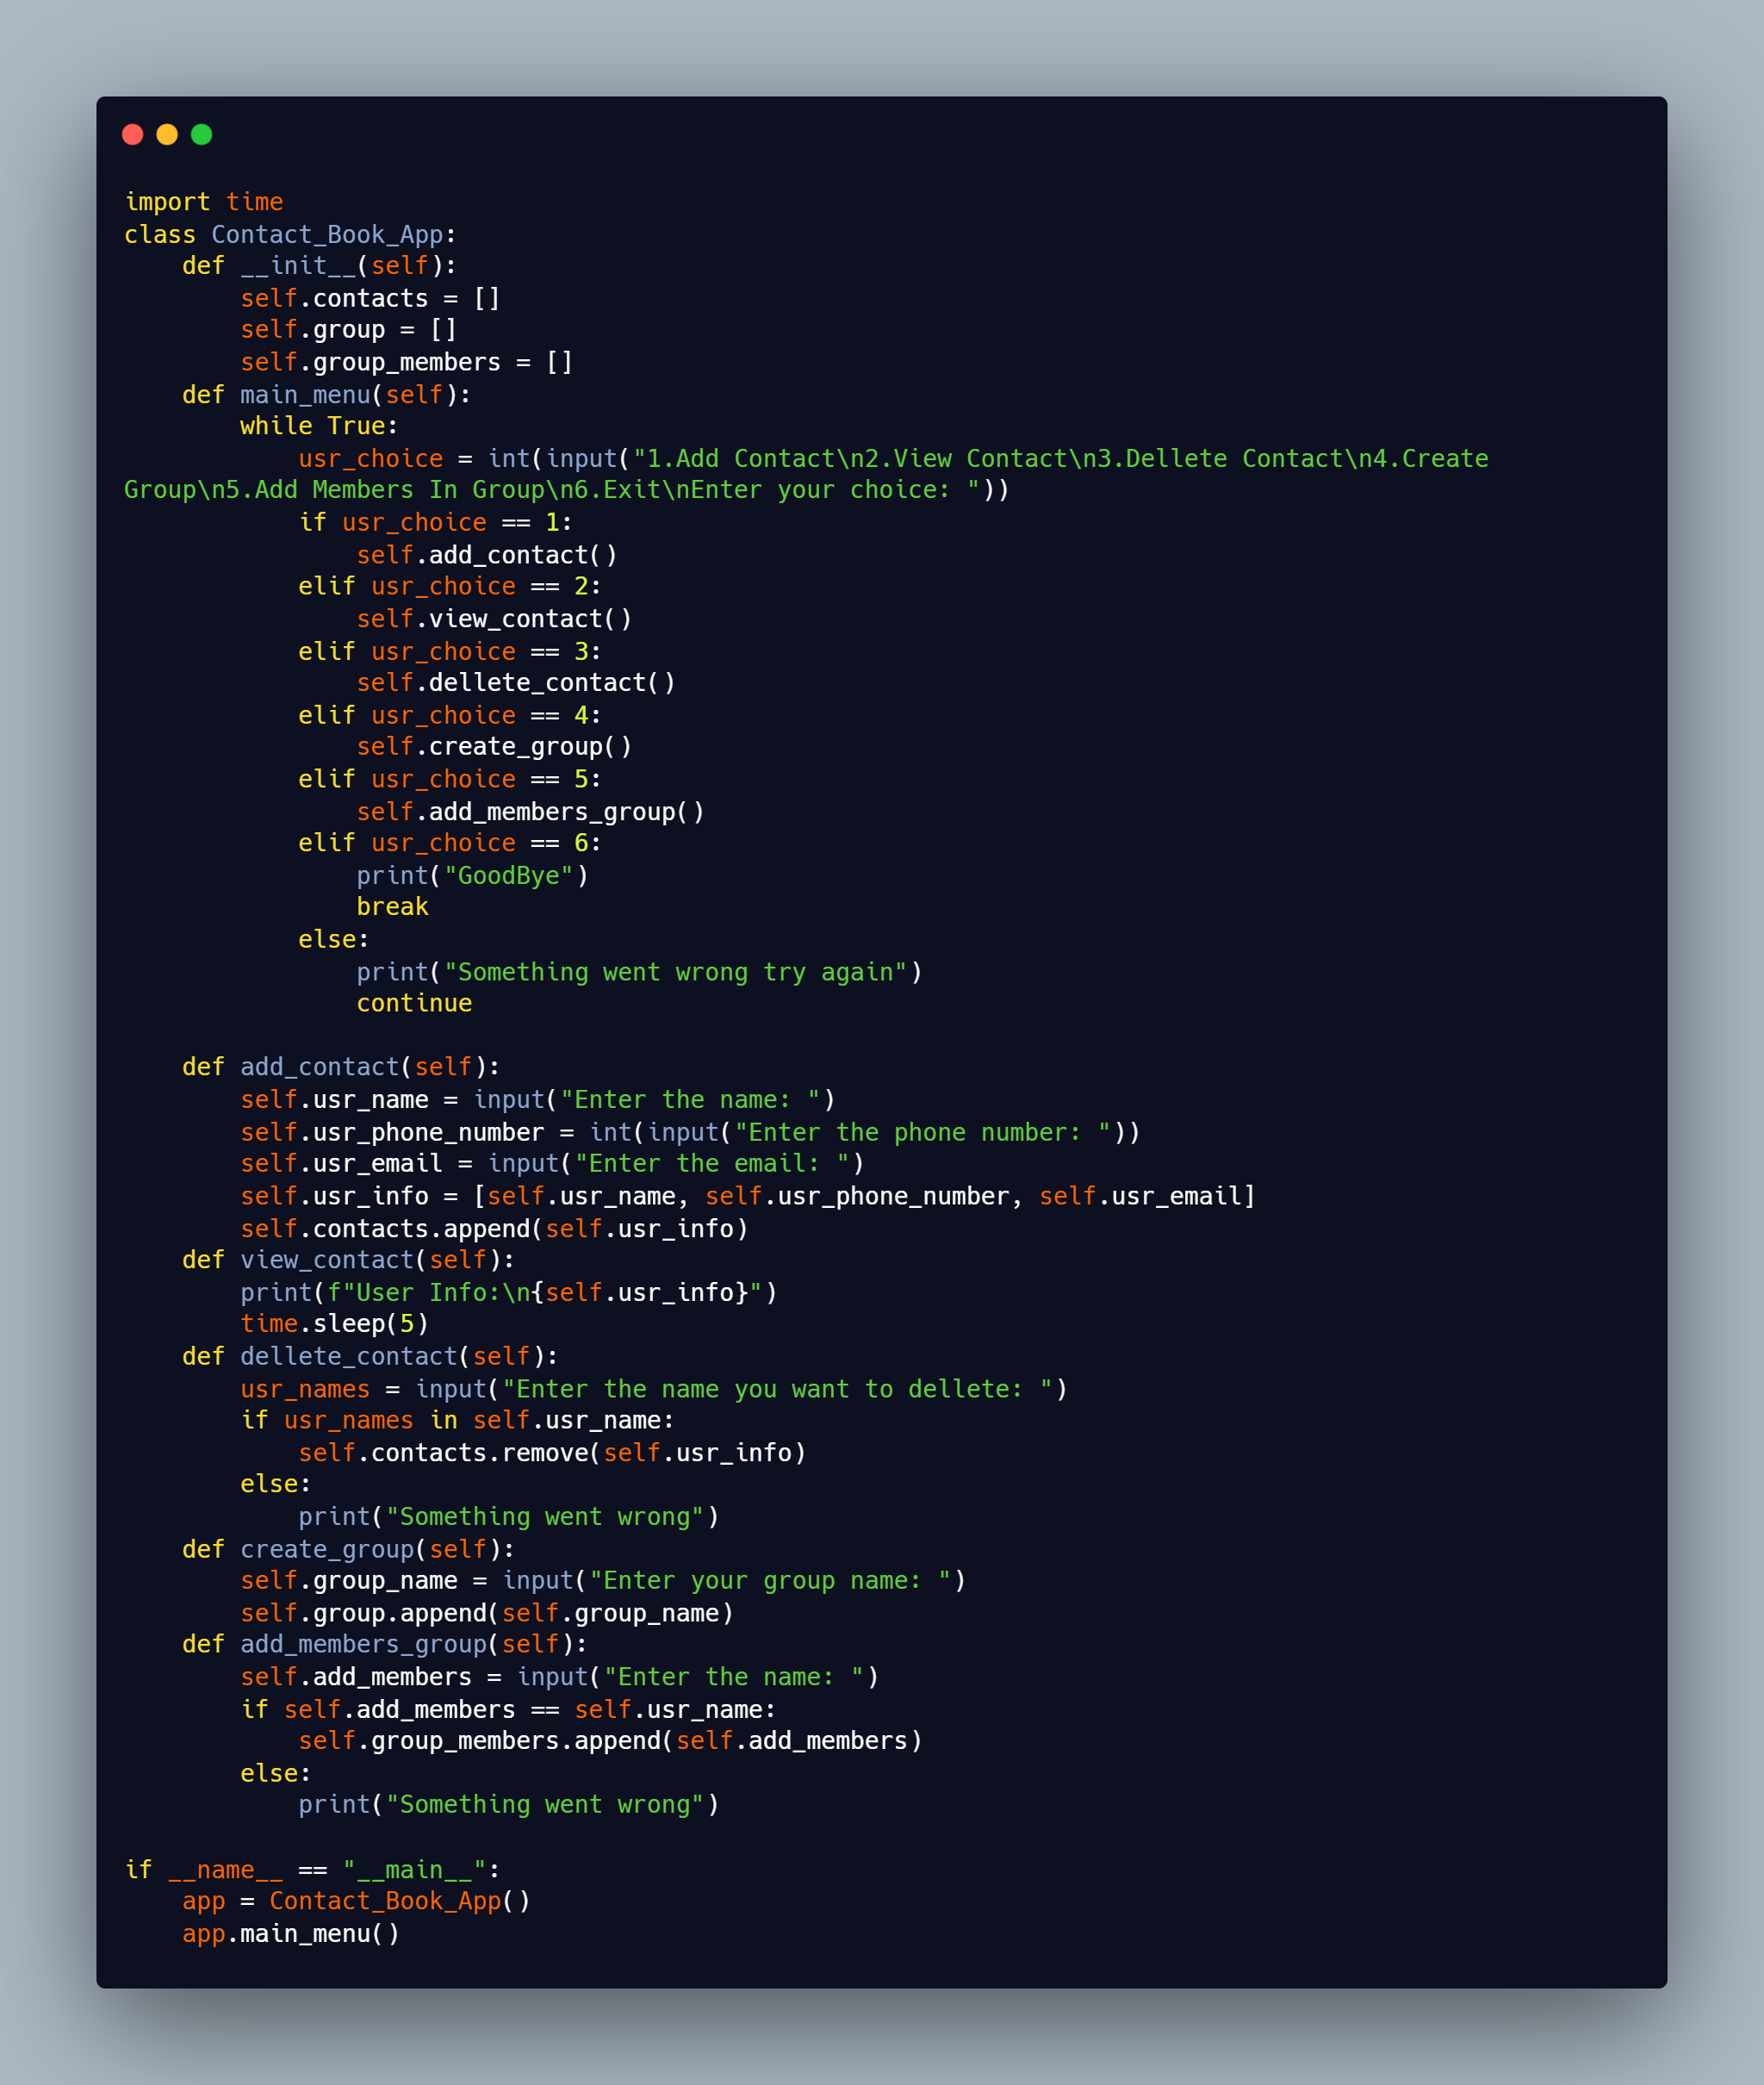 import time
class Contact_Book_App:
    def __init__(self):
        self.contacts = []
        self.group = []
        self.group_members = []
    def main_menu(self):
        while True:
            usr_choice = int(input("1.Add Contact\n2.View Contact\n3.Dellete Contact\n4.Create
Group\n5.Add Members In Group\n6.Exit\nEnter your choice: "))
            if usr_choice == 1:
                self.add_contact()
            elif usr_choice == 2:
                self.view_contact()
            elif usr_choice == 3:
                self.dellete_contact()
            elif usr_choice == 4:
                self.create_group()
            elif usr_choice == 5:
                self.add_members_group()
            elif usr_choice == 6:
                print("GoodBye")
                break
            else:
                print("Something went wrong try again")
                continue

    def add_contact(self):
        self.usr_name = input("Enter the name: ")
        self.usr_phone_number = int(input("Enter the phone number: "))
        self.usr_email = input("Enter the email: ")
        self.usr_info = [self.usr_name, self.usr_phone_number, self.usr_email]
        self.contacts.append(self.usr_info)
    def view_contact(self):
        print(f"User Info:\n{self.usr_info}")
        time.sleep(5)
    def dellete_contact(self):
        usr_names = input("Enter the name you want to dellete: ")
        if usr_names in self.usr_name:
            self.contacts.remove(self.usr_info)
        else:
            print("Something went wrong")
    def create_group(self):
        self.group_name = input("Enter your group name: ")
        self.group.append(self.group_name)
    def add_members_group(self):
        self.add_members = input("Enter the name: ")
        if self.add_members == self.usr_name:
            self.group_members.append(self.add_members)
        else:
            print("Something went wrong")

if __name__ == "__main__":
    app = Contact_Book_App()
    app.main_menu()